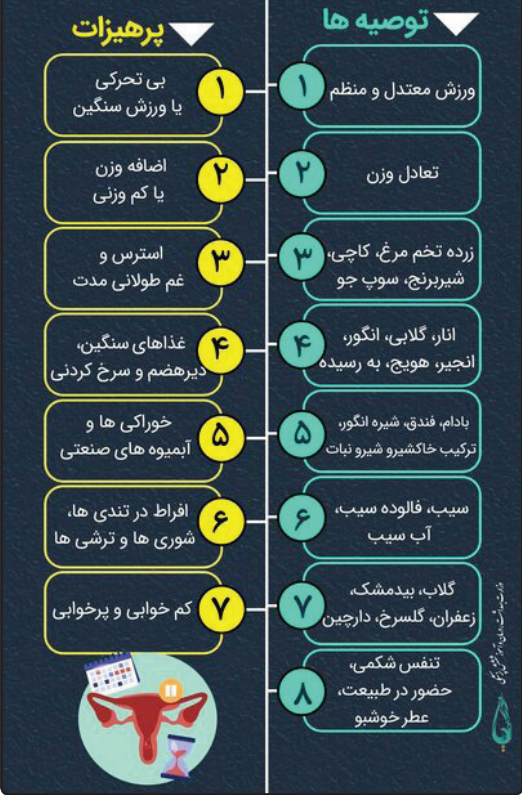 توصیه ها
۱
ورزش معتدل و منظم
۲
تعادل وزن
۳
زرده تخم مرغ، کاچی،
شیربرنج، سوپ جو
۴
انار، گلابی، انگور،
انجیر، هویج، به رسیده
۵
بادام، فندق، شیره انگور،
ترکیب خاکشیرو شیرو نبات
۶
سیب، فالوده سیب،
آب سیب
۷
گلاب، بیدمشک،
زعفران، گلسرخ، دارچین
۸
تنفس شکمی،
حضور در طبیعت،
عطر خوشبو
پرهیزات
۱
بی تحرکی
یا ورزش سنگین
۲
اضافه وزن
یا کم وزنی
۳
استرس و
غم طولانی مدت
۴
غذاهای سنگین،
دیرهضم و سرخ کردنی
۵
خوراکی ها و
آبمیوه های صنعتی
۶
افراط در تندی ها،
شوری ها و ترشی ها
۷
کم خوابی و پرخوابی